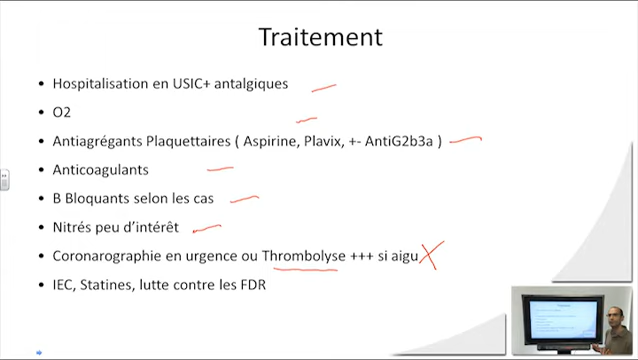 Traitement
• Hospitalisation en USIC+ antalgiques
• O2
• Antiagrégants Plaquettaires ( Aspirine, Plavix, +- AntiG2b3a )
• Anticoagulants
• B Bloquants selon les cas
• Nitrés peu d'intérêt
• Coronarographie en urgence ou Thrombolyse +++ si aigu
• IEC, Statines, lutte contre les FDR